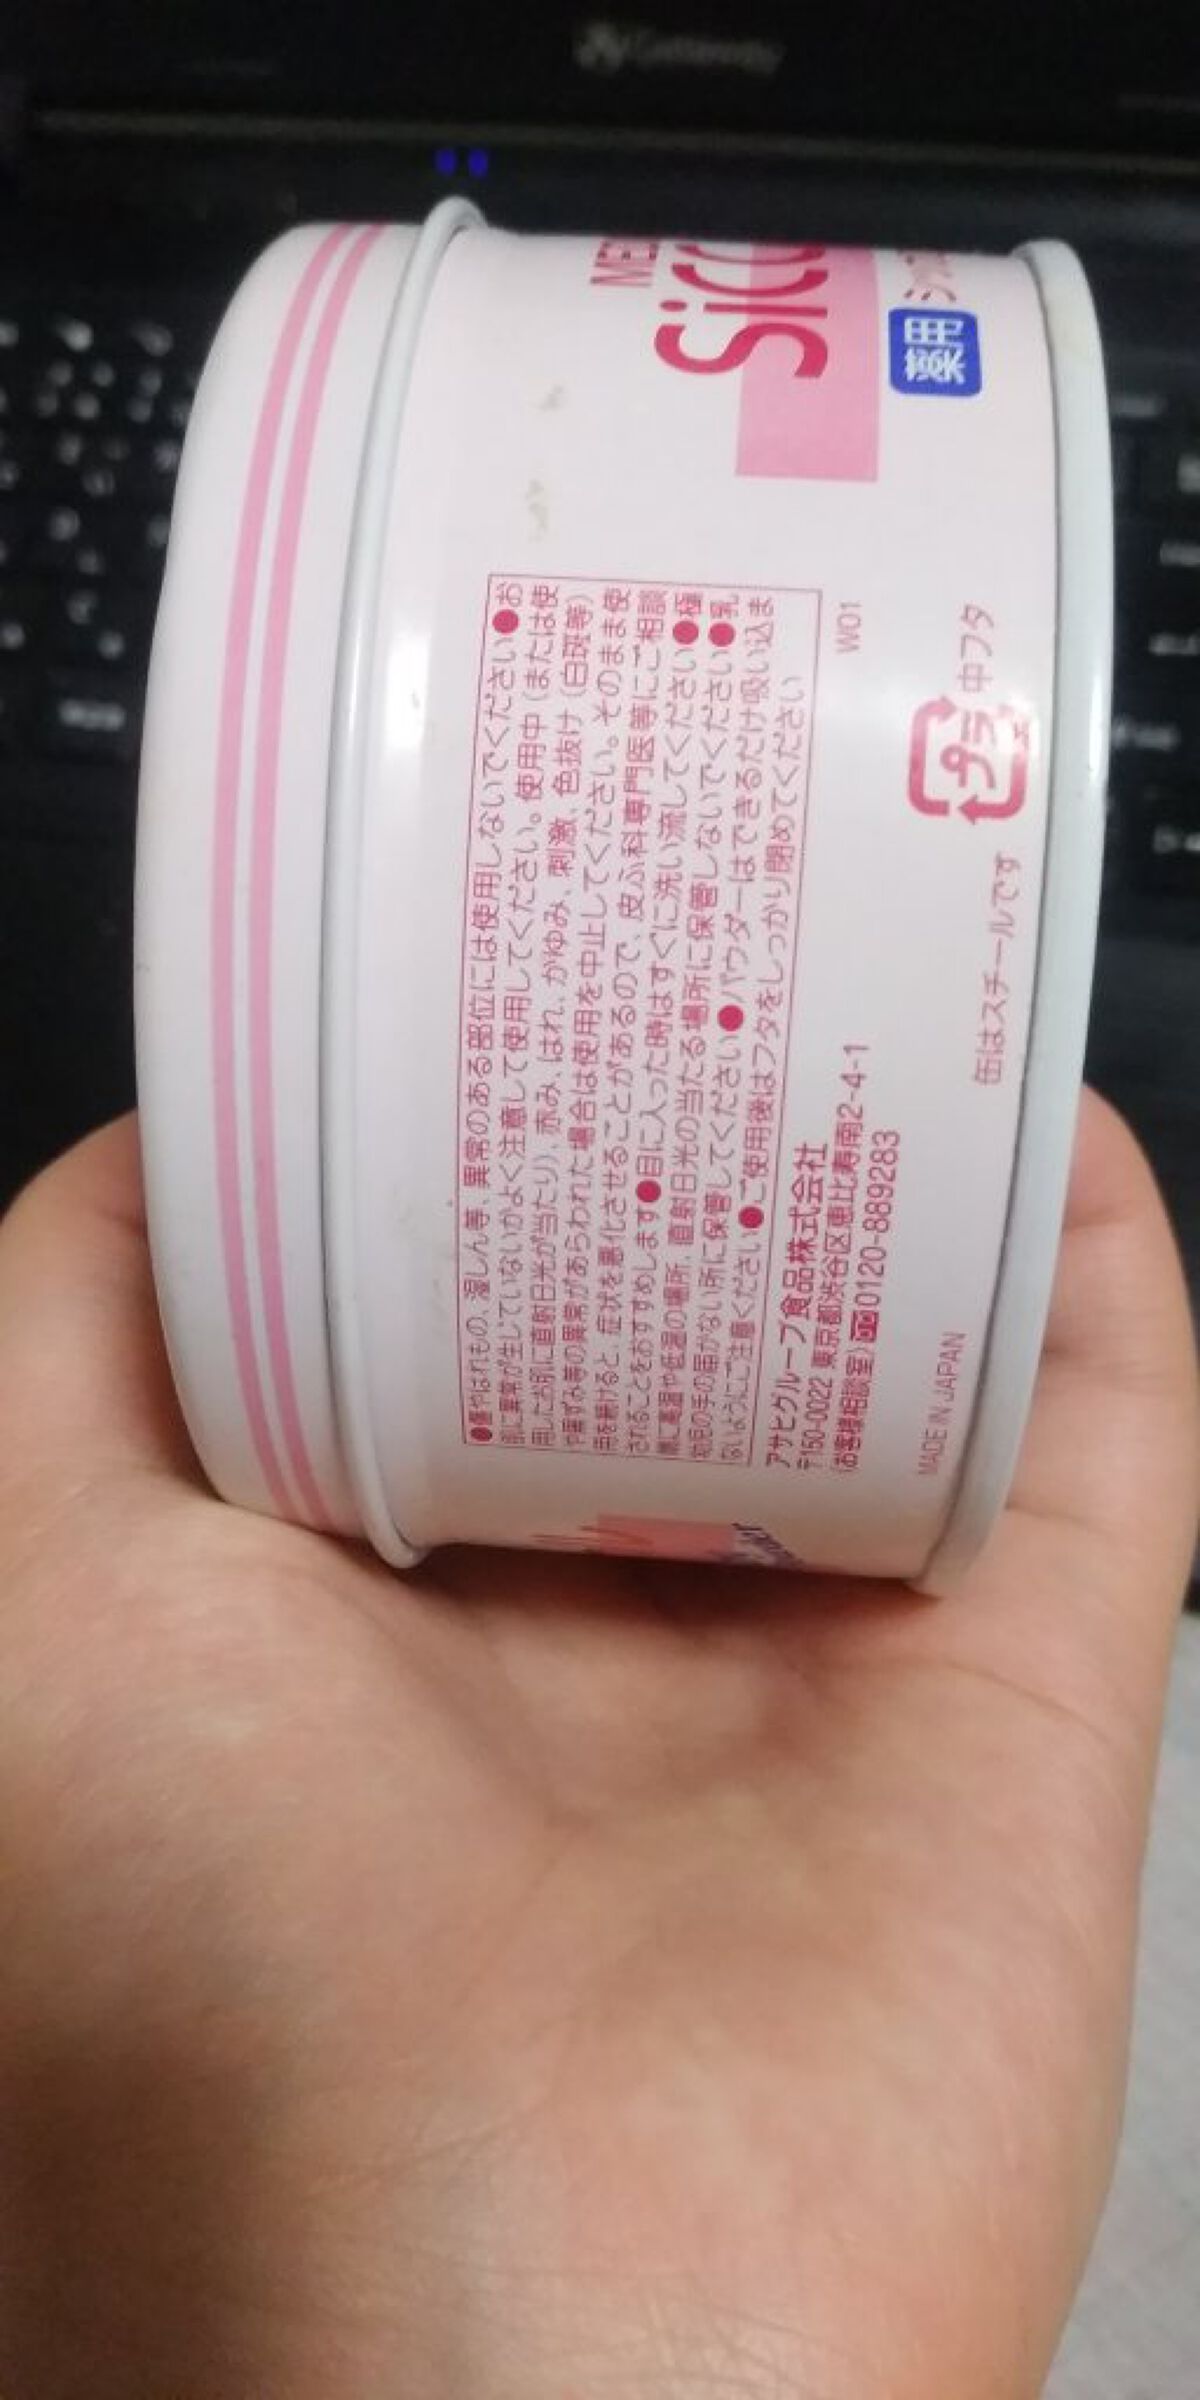 Gateway
MED
SiCC
薬用
シッ
●傷やはれもの、湿しん等、異常のある部位には使用しないでください●お
肌に異常が生じていないかよく注意して使用してください。使用中（または使
用したお肌に直射日光が当たり）、赤み、はれ、かゆみ、刺激、色抜け（白斑等）
や黒ずみ等の異常があらわれた場合は使用を中止してください。そのまま使
用を続けると、症状を悪化させることがあるので、皮ふ科専門医等にご相談
されることをおすすめします●目に入った時はすぐに洗い流してください●極
端に高温や低温の場所、直射日光の当たる場所に保管しないでください●乳
幼児の手の届かない所に保管してください●パウダーはできるだけ吸い込ま
ないようにご注意ください●ご使用後はフタをしっかり閉めてください
W01
アサヒグループ食品株式会社
〒150-0022 東京都渋谷区恵比寿南2-4-1
（お客様相談室）0120-889283
プラ
中フタ
缶はスチールです
MADE IN JAPAN